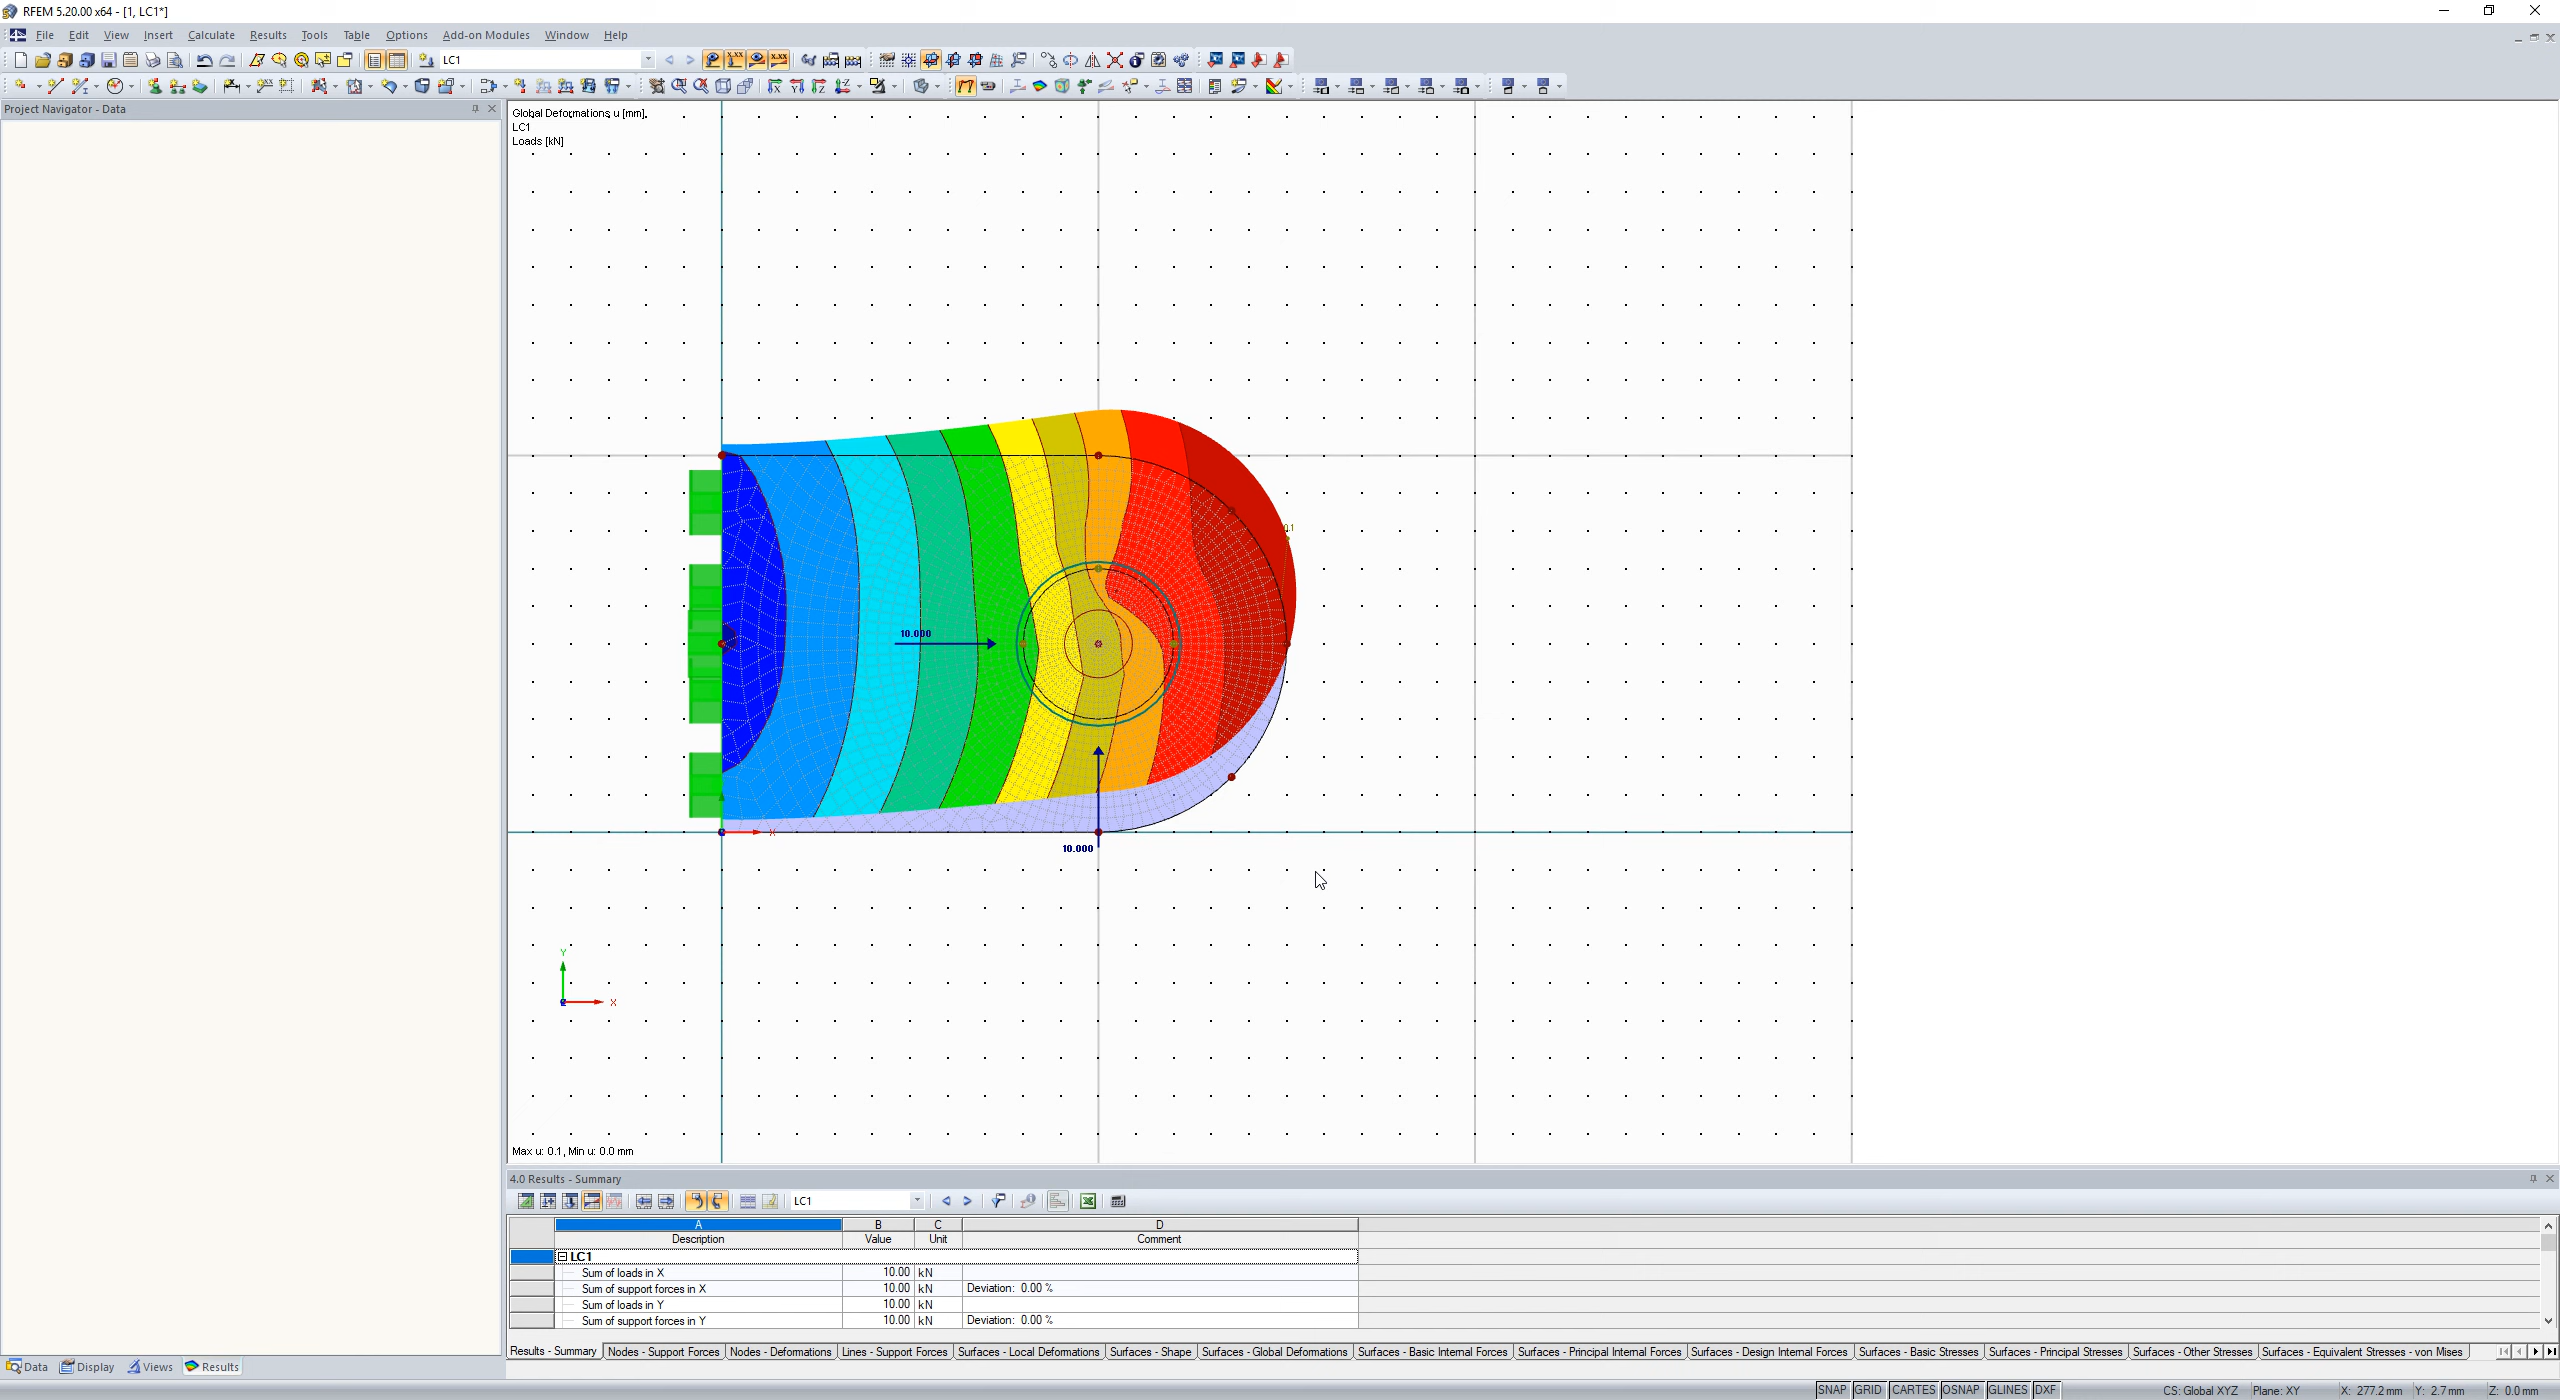 RFEM 5.20.00 x64 - [1, LC1*]
File Edit View Insert Calculate Results Tools Table Options Add-on Modules Window Help
LC1
Project Navigator - Data
Global Deformations u [mm]
LC1
Loads [kN]
0.1
10.000
X
10.000
Y
X
Max u: 0.1, Min u: 0.0 mm
4.0 Results - Summary
LC1
A B C D
Description Value Unit Comment
LC1
Sum of loads in X 10.00 kN
Sum of support forces in X 10.00 kN Deviation: 0.00 %
Sum of loads in Y 10.00 kN
Sum of support forces in Y 10.00 kN Deviation: 0.00 %
Results - Summary Nodes - Support Forces Nodes - Deformations Lines - Support Forces Surfaces - Local Deformations Surfaces - Shape Surfaces - Global Deformations Surfaces - Basic Internal Forces Surfaces - Principal Internal Forces Surfaces - Design Internal Forces Surfaces - Basic Stresses Surfaces - Principal Stresses Surfaces - Other Stresses Surfaces - Equivalent Stresses - von Mises
Data Display Views Results
SNAP GRID CARTES OSNAP GLINES DXF CS: Global XYZ Plane: XY X: 277.2 mm Y: 2.7 mm Z: 0.0 mm